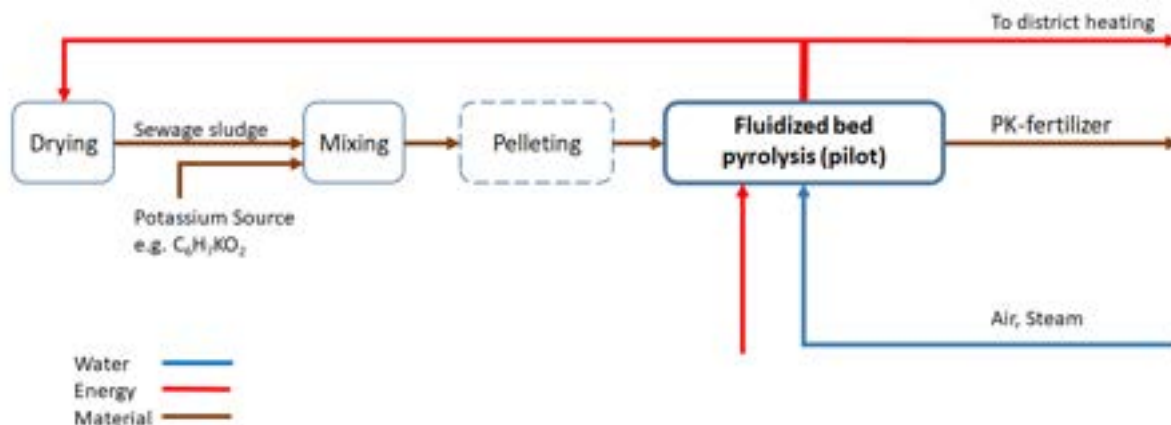 To district heating
Drying
Sewage sludge
Mixing
Pelleting
Fluidized bed
pyrolysis (pilot)
PK-fertilizer
Potassium Source
e.g. C₆H₇KO₂
Air, Steam
Water
Energy
Material